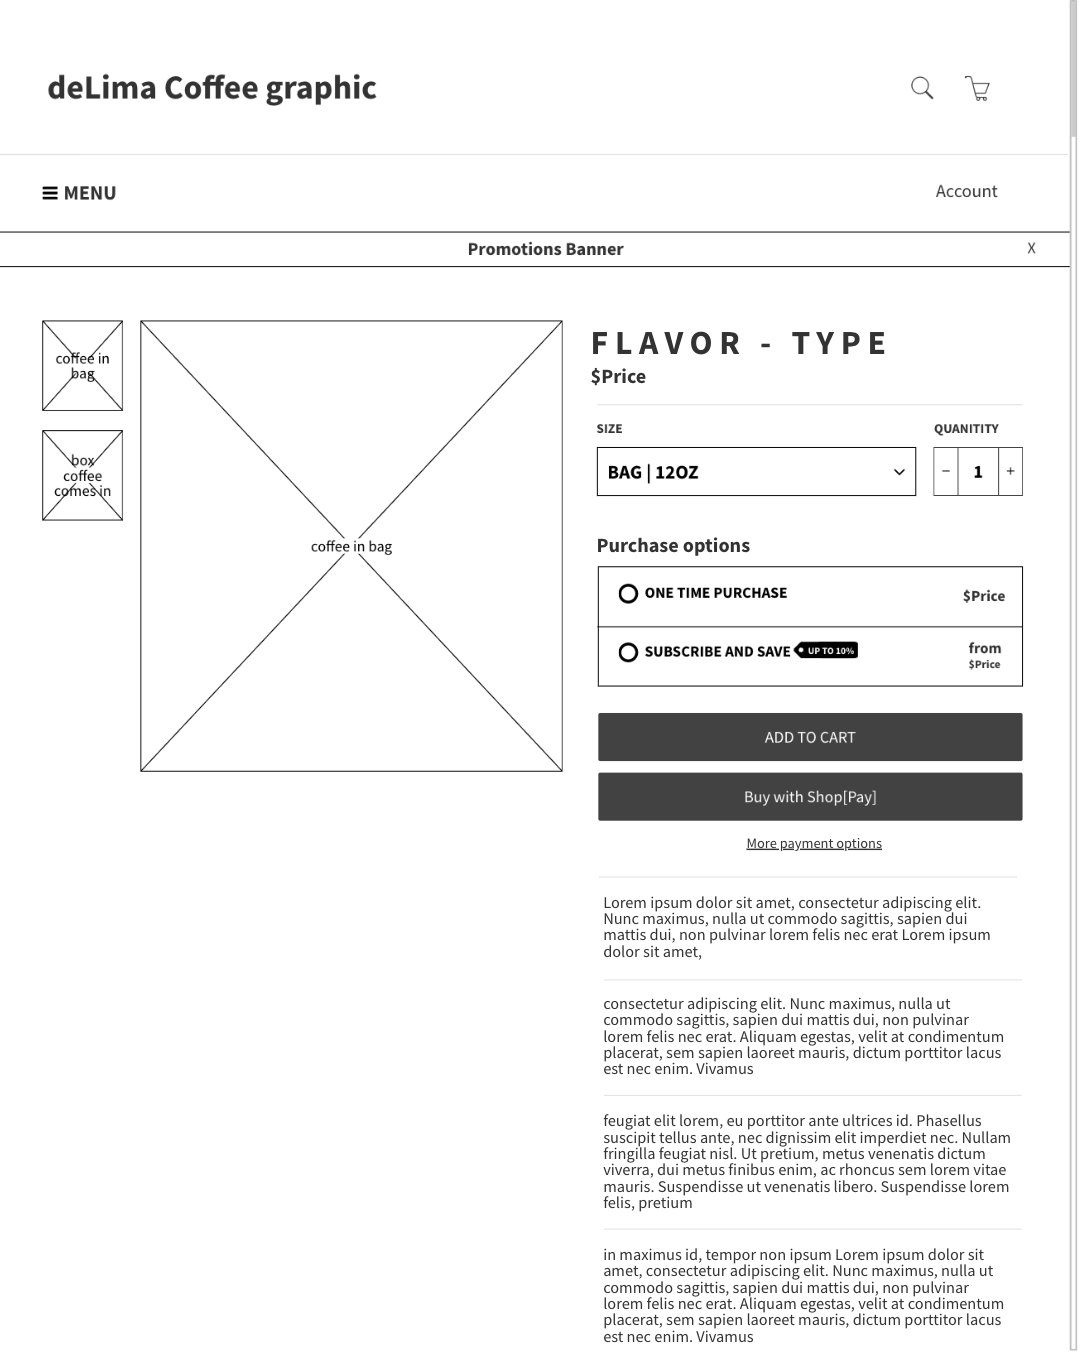 deLima Coffee graphic
MENU
Account
Promotions Banner
X
coffee in
bag
box
coffee
comes in
coffee in bag
FLAVOR - TYPE
$Price
SIZE
QUANITITY
BAG | 12OZ
− 1 +
Purchase options
ONE TIME PURCHASE
$Price
SUBSCRIBE AND SAVE UP TO 10%
from
$Price
ADD TO CART
Buy with Shop[Pay]
More payment options
Lorem ipsum dolor sit amet, consectetur adipiscing elit.
Nunc maximus, nulla ut commodo sagittis, sapien dui
mattis dui, non pulvinar lorem felis nec erat Lorem ipsum
dolor sit amet,
consectetur adipiscing elit. Nunc maximus, nulla ut
commodo sagittis, sapien dui mattis dui, non pulvinar
lorem felis nec erat. Aliquam egestas, velit at condimentum
placerat, sem sapien laoreet mauris, dictum porttitor lacus
est nec enim. Vivamus
feugiat elit lorem, eu porttitor ante ultrices id. Phasellus
suscipit tellus ante, nec dignissim elit imperdiet nec. Nullam
fringilla feugiat nisl. Ut pretium, metus venenatis dictum
viverra, dui metus finibus enim, ac rhoncus sem lorem vitae
mauris. Suspendisse ut venenatis libero. Suspendisse lorem
felis, pretium
in maximus id, tempor non ipsum Lorem ipsum dolor sit
amet, consectetur adipiscing elit. Nunc maximus, nulla ut
commodo sagittis, sapien dui mattis dui, non pulvinar
lorem felis nec erat. Aliquam egestas, velit at condimentum
placerat, sem sapien laoreet mauris, dictum porttitor lacus
est nec enim. Vivamus